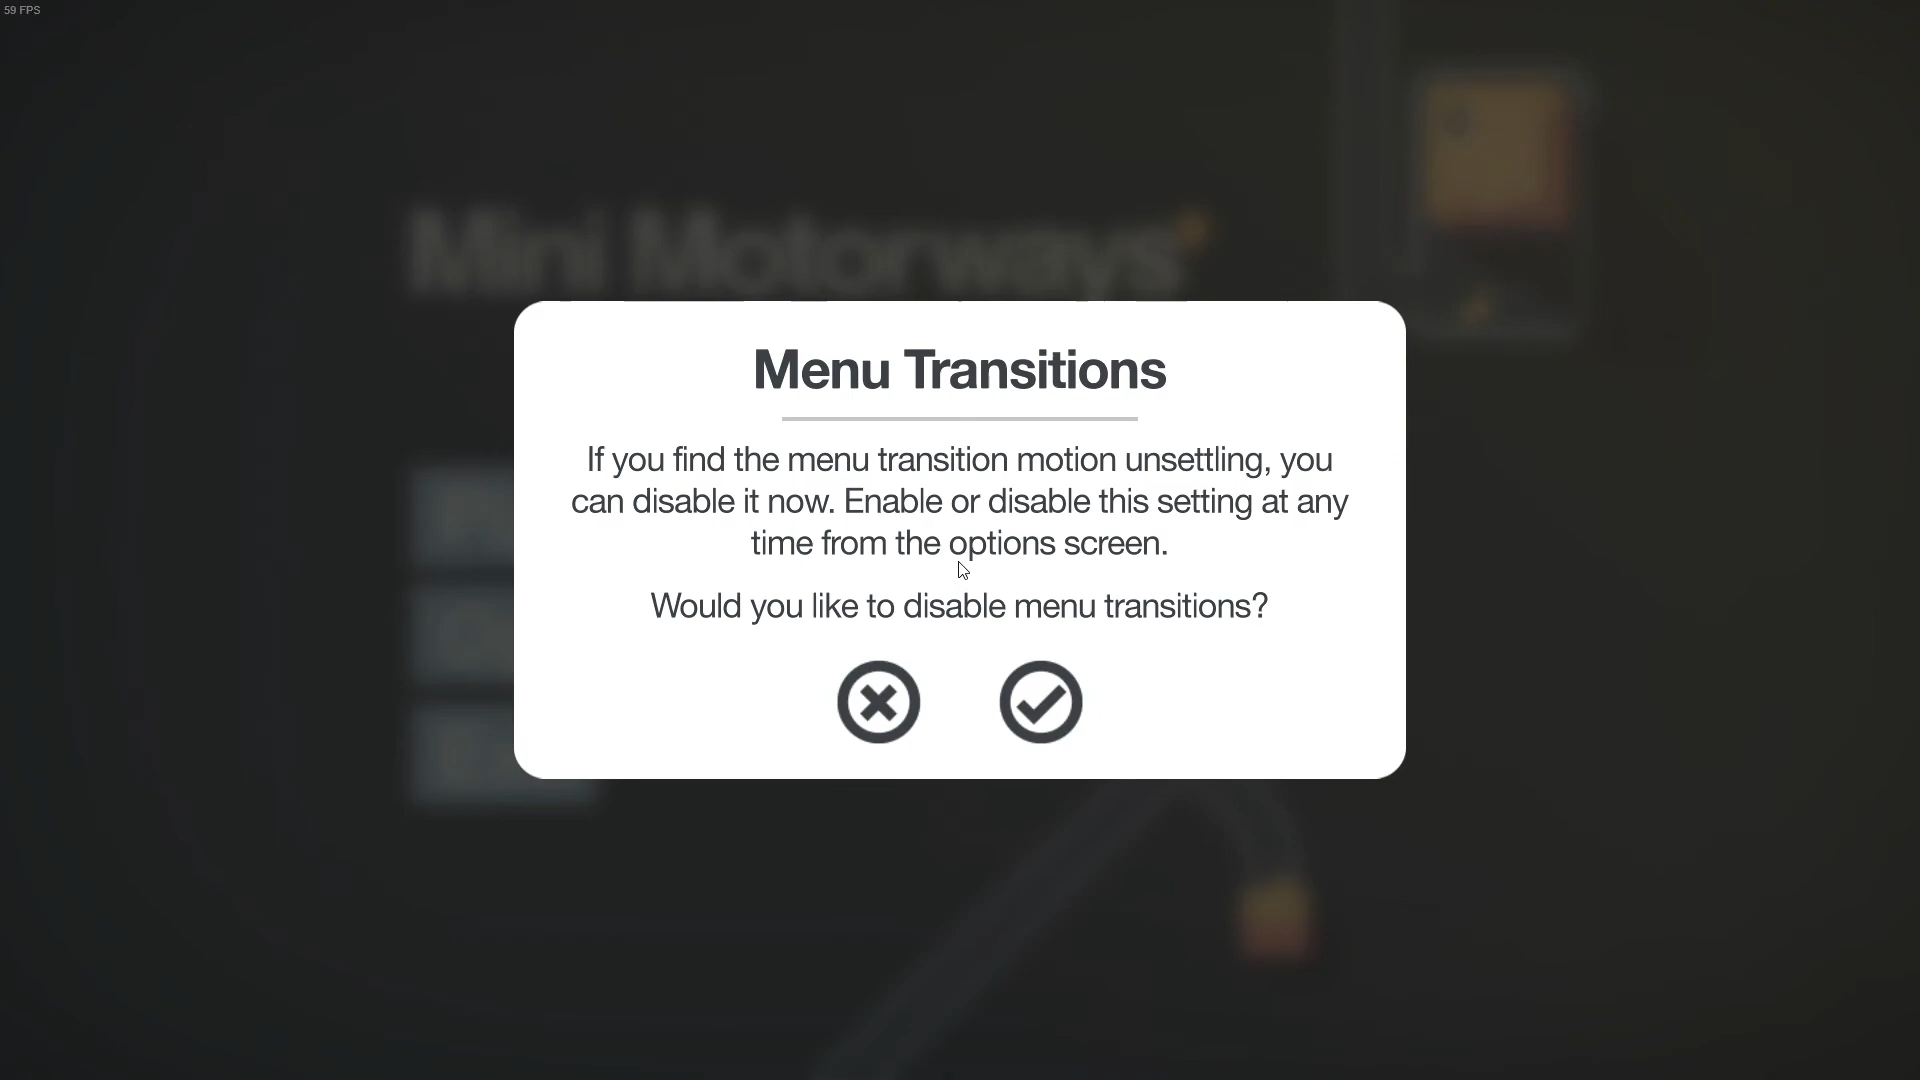 59 FPS
Mini Motorways
Menu Transitions
If you find the menu transition motion unsettling, you
can disable it now. Enable or disable this setting at any
time from the options screen.
Would you like to disable menu transitions?